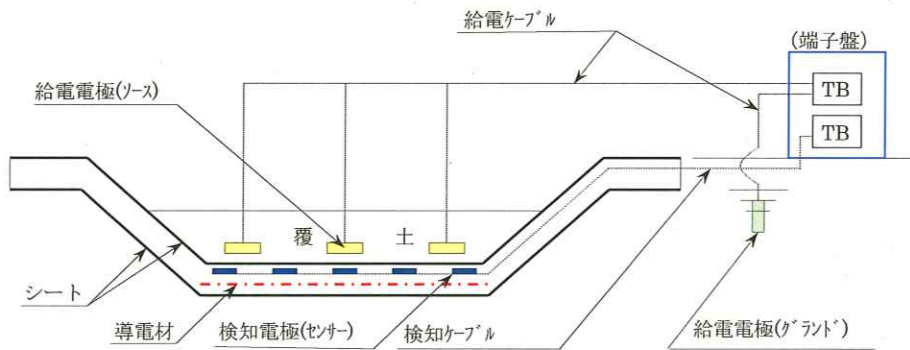 給電ケーブル
(端子盤)
給電電極(ソース)
TB
TB
覆 土
シート
導電材
検知電極(センサー)
検知ケーブル
給電電極(グランド)